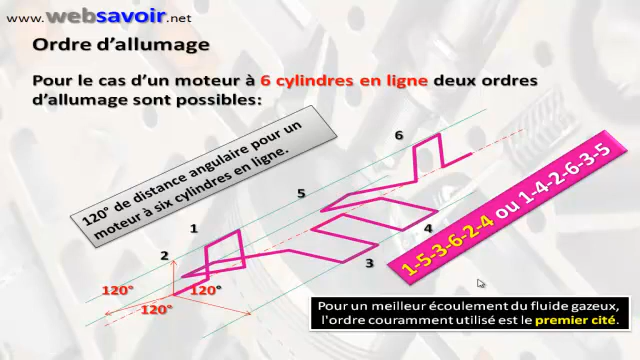 www.websavoir.net
Ordre d'allumage
Pour le cas d'un moteur à 6 cylindres en ligne deux ordres
d'allumage sont possibles:
120° de distance angulaire pour un
moteur à six cylindres en ligne.
6
5
1
2
4
3
120°
120°
120°
1-5-3-6-2-4 ou 1-4-2-6-3-5
Pour un meilleur écoulement du fluide gazeux,
l'ordre couramment utilisé est le premier cité.